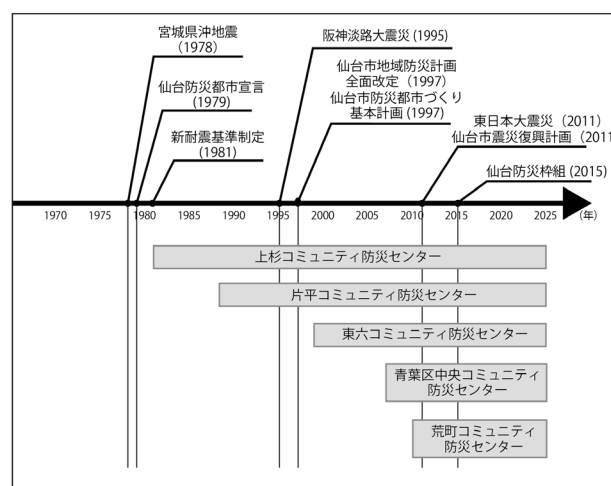 宮城県沖地震
（1978）
仙台防災都市宣言
（1979）
新耐震基準制定
(1981)
阪神淡路大震災 (1995)
仙台市地域防災計画
全面改定（1997）
仙台市防災都市づくり
基本計画 (1997)
東日本大震災（2011）
仙台市震災復興計画（2011
仙台防災枠組 (2015)
1970 1975 1980 1985 1990 1995 2000 2005 2010 2015 2020 2025 (年)
上杉コミュニティ防災センター
片平コミュニティ防災センター
東六コミュニティ防災センター
青葉区中央コミュニティ
防災センター
荒町コミュニティ
防災センター